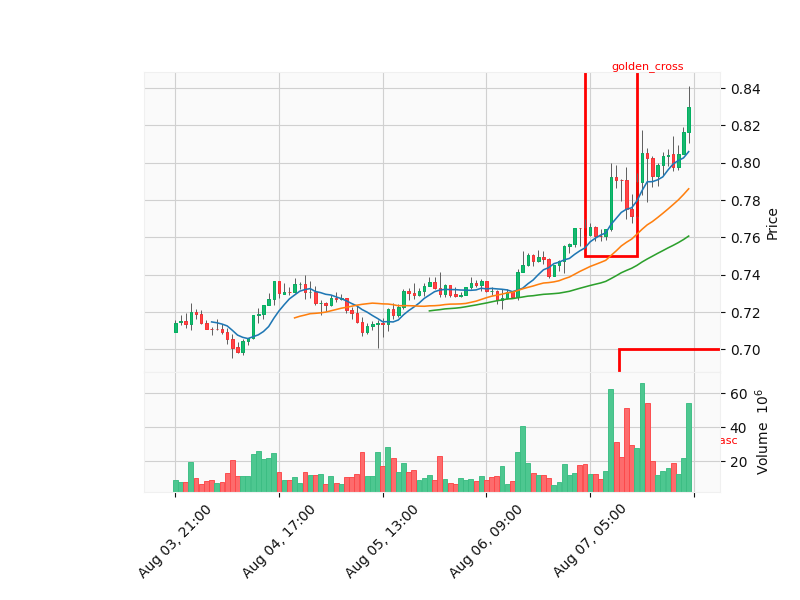 golden_cross
0.84
0.82
0.80
0.78
0.76
0.74
0.72
0.70
Price
60
40
20
Volume 10⁶
asc
Aug 03, 21:00
Aug 04, 17:00
Aug 05, 13:00
Aug 06, 09:00
Aug 07, 05:00